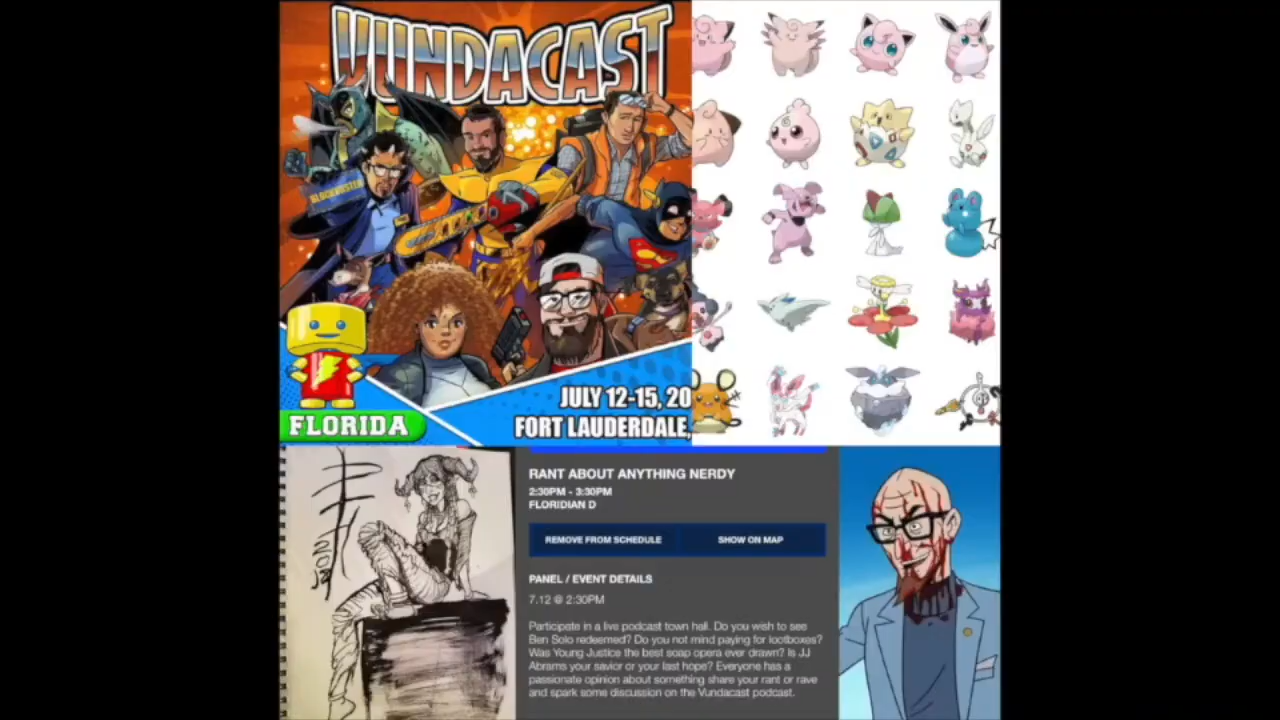 VUNDACAST
BLOCKBUSTER
FLORIDA
JULY 12-15, 20
FORT LAUDERDALE,
RANT ABOUT ANYTHING NERDY
2:30PM - 3:30PM
FLORIDIAN D
REMOVE FROM SCHEDULE
SHOW ON MAP
PANEL / EVENT DETAILS
7.12 @ 2:30PM
Participate in a live podcast town hall. Do you wish to see
Ben Solo redeemed? Do you not mind paying for lootboxes?
Was Young Justice the best soap opera ever drawn? Is JJ
Abrams your savior or your last hope? Everyone has a
passionate opinion about something share your rant or rave
and spark some discussion on the Vundacast podcast.